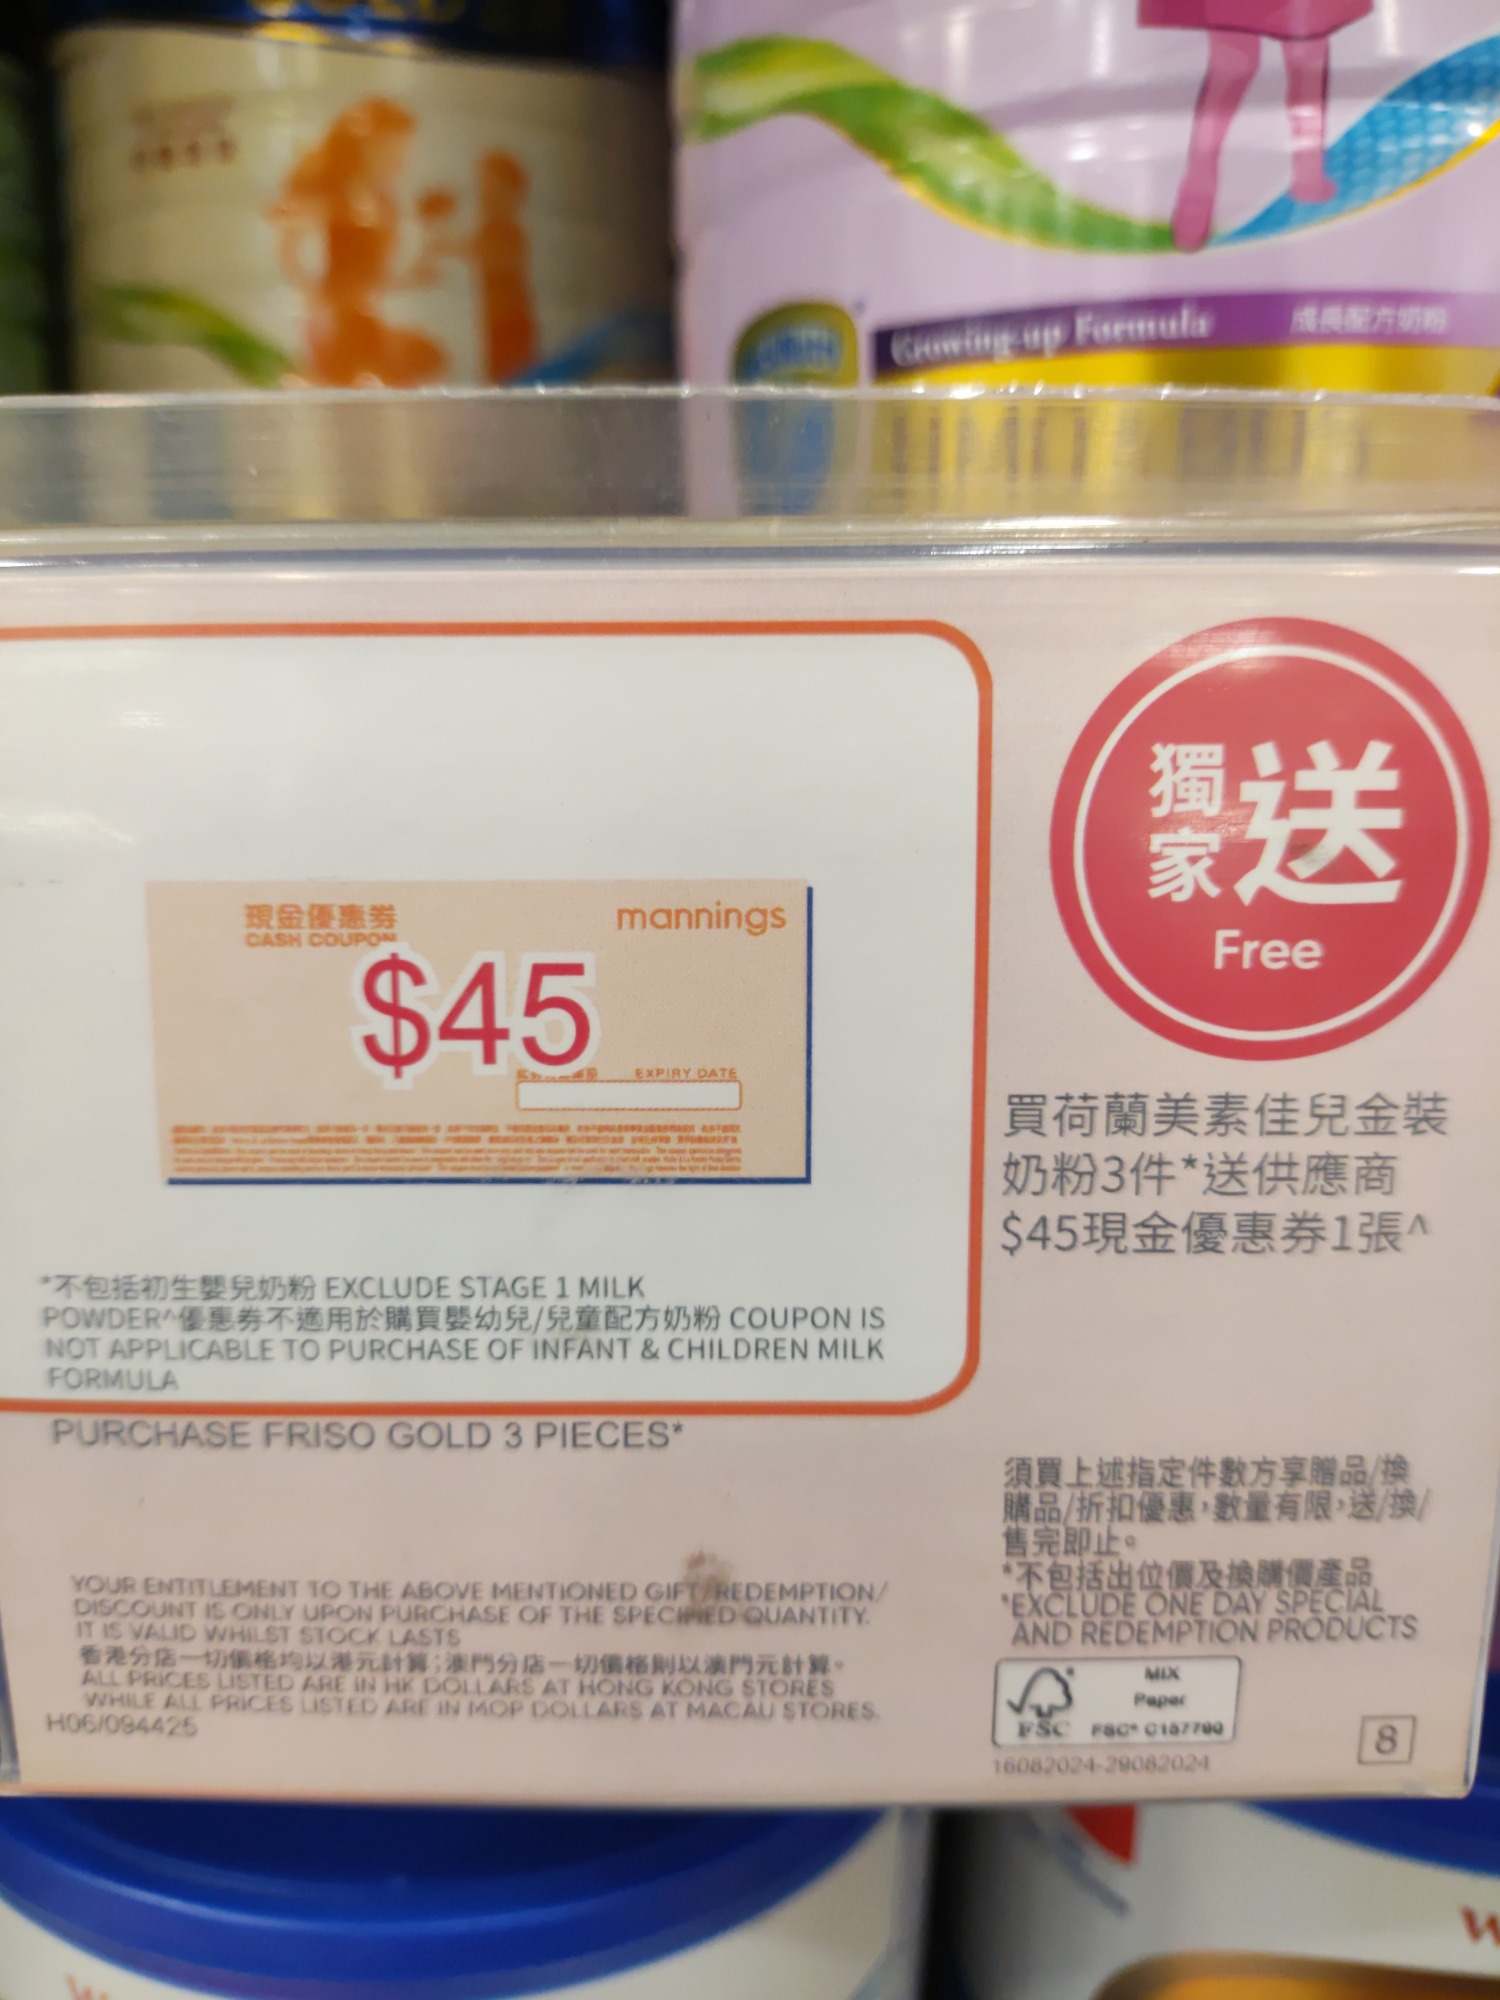 Growing-up Formula 成長配方奶粉
獨家送
Free
現金優惠券 mannings
CASH COUPON
$45
EXPIRY DATE
買荷蘭美素佳兒金裝
奶粉3件*送供應商
$45現金優惠券1張^
*不包括初生嬰兒奶粉 EXCLUDE STAGE 1 MILK
POWDER^優惠券不適用於購買嬰幼兒/兒童配方奶粉 COUPON IS
NOT APPLICABLE TO PURCHASE OF INFANT & CHILDREN MILK
FORMULA
PURCHASE FRISO GOLD 3 PIECES*
須買上述指定件數方享贈品/換
購品/折扣優惠,數量有限,送/換/
售完即止。
*不包括出位價及換購價產品
*EXCLUDE ONE DAY SPECIAL
AND REDEMPTION PRODUCTS
YOUR ENTITLEMENT TO THE ABOVE MENTIONED GIFT/REDEMPTION/
DISCOUNT IS ONLY UPON PURCHASE OF THE SPECIFIED QUANTITY.
IT IS VALID WHILST STOCK LASTS
香港分店一切價格均以港元計算;澳門分店一切價格則以澳門元計算。
ALL PRICES LISTED ARE IN HK DOLLARS AT HONG KONG STORES
WHILE ALL PRICES LISTED ARE IN MOP DOLLARS AT MACAU STORES.
H06/094425
MIX
Paper
FSC FSC® C157790
16082024-29082024
8